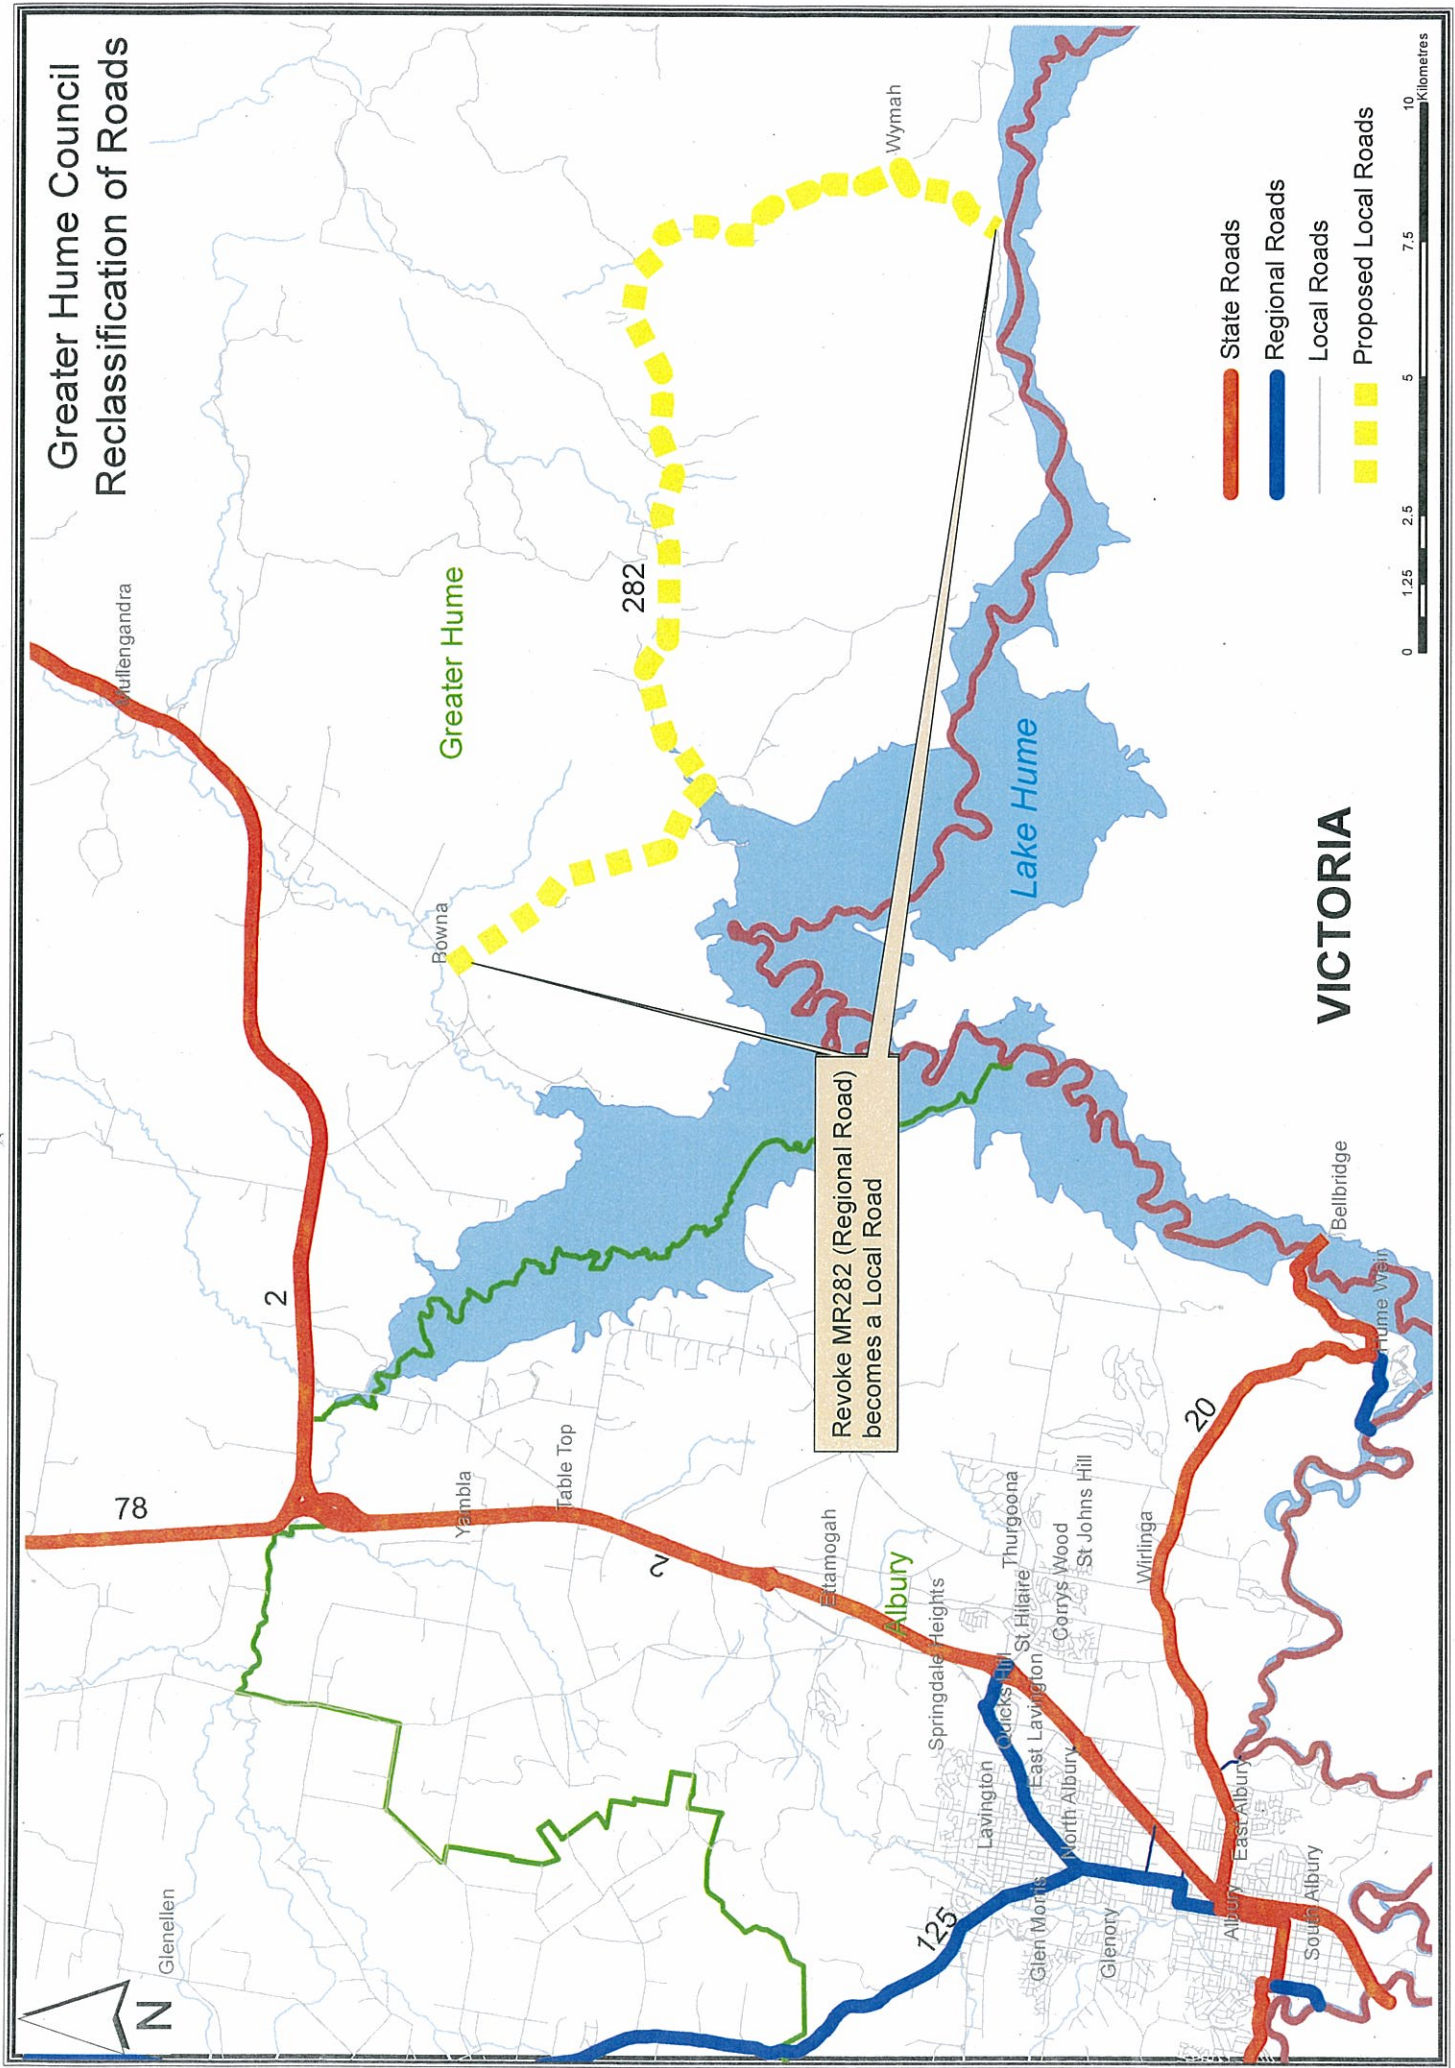 Greater Hume Council
Reclassification of Roads
N
Glenellen
78
2
Mullengandra
Yambla
Table Top
2
Bowna
Greater Hume
282
Wymah
Ettamogah
Albury
Springdale Heights
Revoke MR282 (Regional Road)
becomes a Local Road
Lake Hume
125
Lavington
Quicks Hill
St Hilaire
Thurgoona
East Lavington
Corrys Wood
St Johns Hill
North Albury
Glen Morris
Glenory
Wirlinga
20
Albury
East Albury
South Albury
Bellbridge
Hume Weir
VICTORIA
State Roads
Regional Roads
Local Roads
Proposed Local Roads
0 1.25 2.5 5 7.5 10
Kilometres